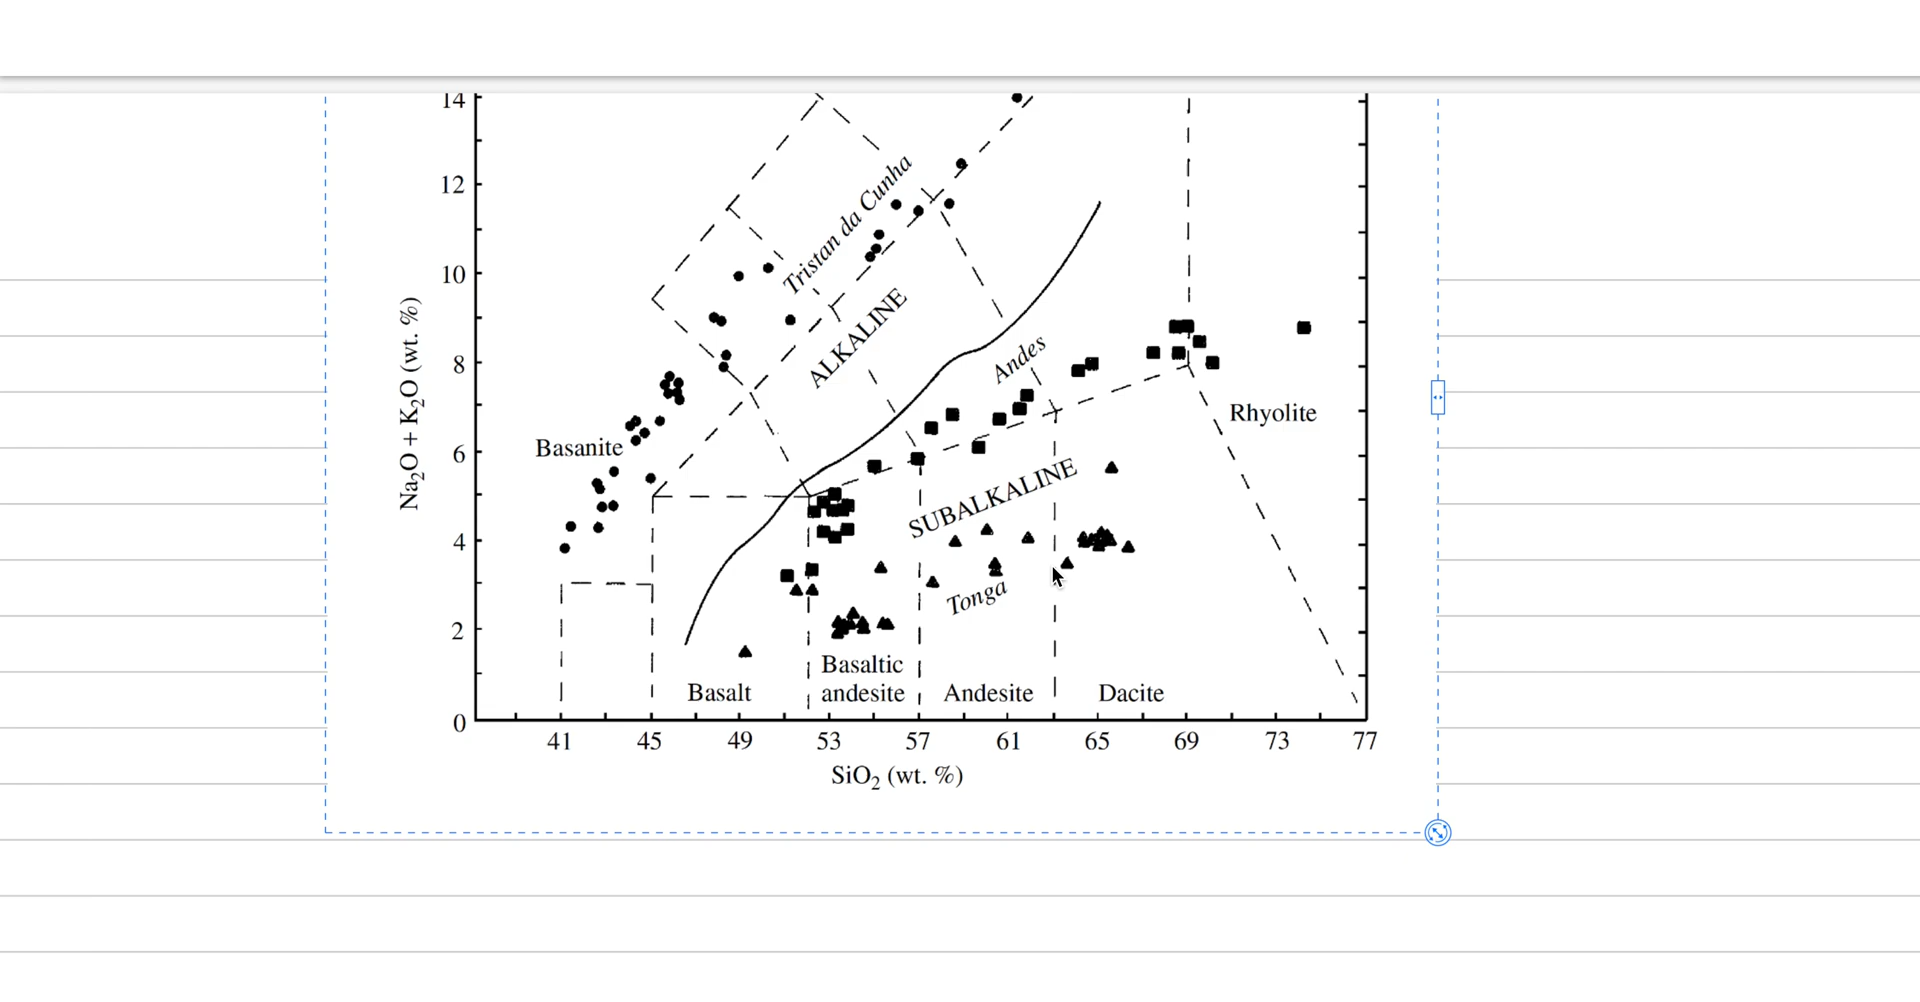 14
12
10
8
6
4
2
0
Na₂O + K₂O (wt. %)
Tristan da Cunha
ALKALINE
Andes
Rhyolite
Basanite
SUBALKALINE
Tonga
Basalt
Basaltic
andesite
Andesite
Dacite
41 45 49 53 57 61 65 69 73 77
SiO₂ (wt. %)